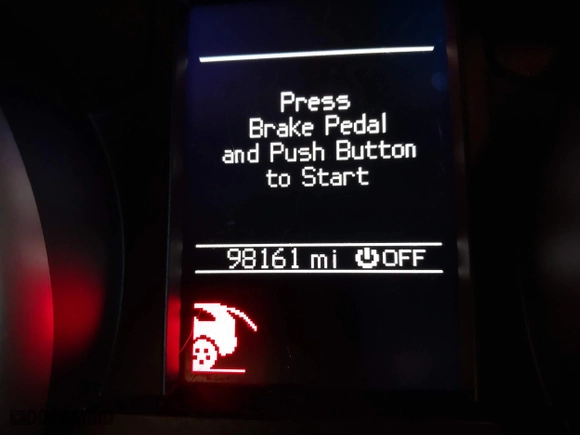 Press
Brake Pedal
and Push Button
to Start
98161 mi OFF